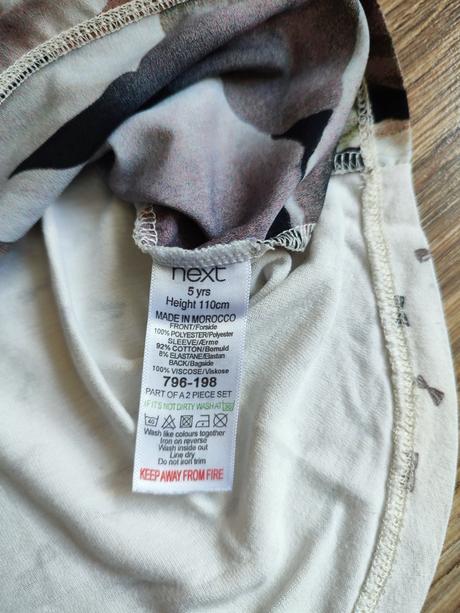 next
5 yrs
Height 110cm
MADE IN MOROCCO
FRONT/Forside
100% POLYESTER/Polyester
SLEEVE/Ærme
92% COTTON/Bomuld
8% ELASTANE/Elastan
BACK/Bagside
100% VISCOSE/Viskose
796-198
PART OF A 2 PIECE SET
IF IT'S NOT DIRTY WASH AT 30
40
Wash like colours together
Iron on reverse
Wash inside out
Line dry
Do not iron trim
KEEP AWAY FROM FIRE